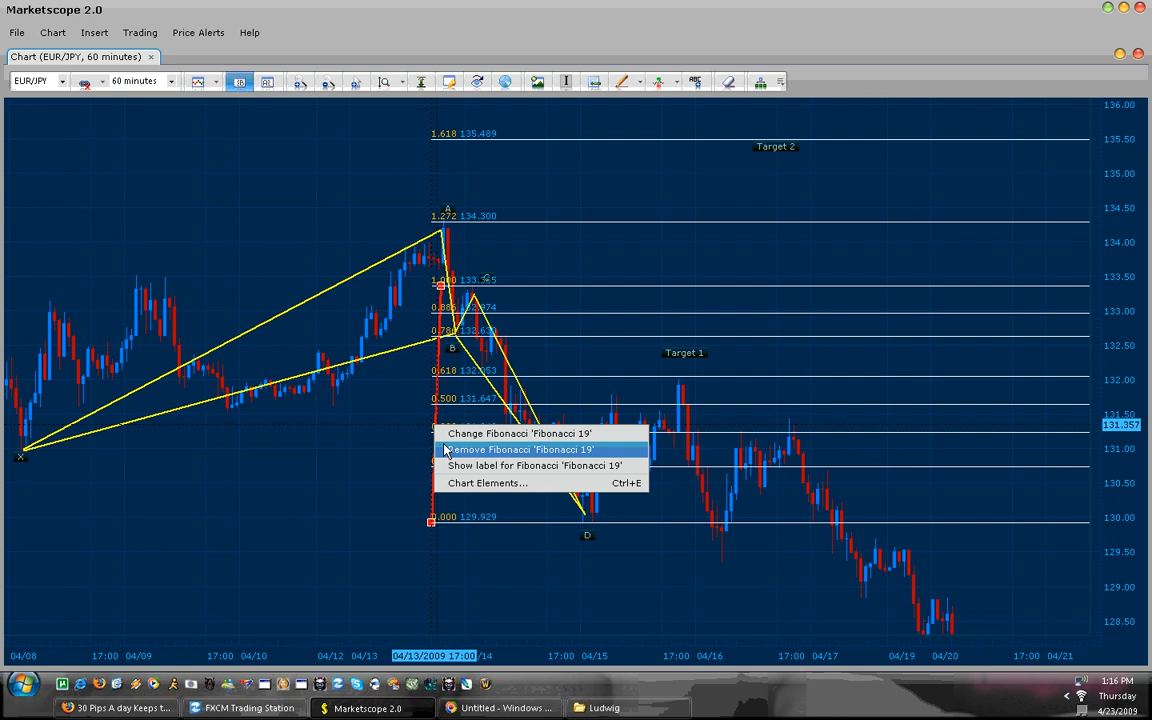 Marketscope 2.0
File Chart Insert Trading Price Alerts Help
Chart (EUR/JPY, 60 minutes) ×
EUR/JPY 60 minutes
136.00
1.618 135.489
135.50
Target 2
135.00
A
134.50
1.272 134.300
134.00
C
133.50
1.000
133.00
132.630
B
132.50
Target 1
0.618 132.053
132.00
0.500 131.647
131.50
131.357
Change Fibonacci 'Fibonacci 19'
Remove Fibonacci 'Fibonacci 19'
X
Show label for Fibonacci 'Fibonacci 19'
Chart Elements... Ctrl+E
130.50
0.000 129.929
130.00
D
129.50
129.00
128.50
04/08 17:00 04/09 17:00 04/10 04/12 04/13 04/13/2009 17:00 /14 17:00 04/15 17:00 04/16 17:00 04/17 04/19 04/20 17:00 04/21
1:16 PM
Thursday
4/23/2009
30 Pips A day Keeps t... FXCM Trading Station Marketscope 2.0 Untitled - Windows ... Ludwig